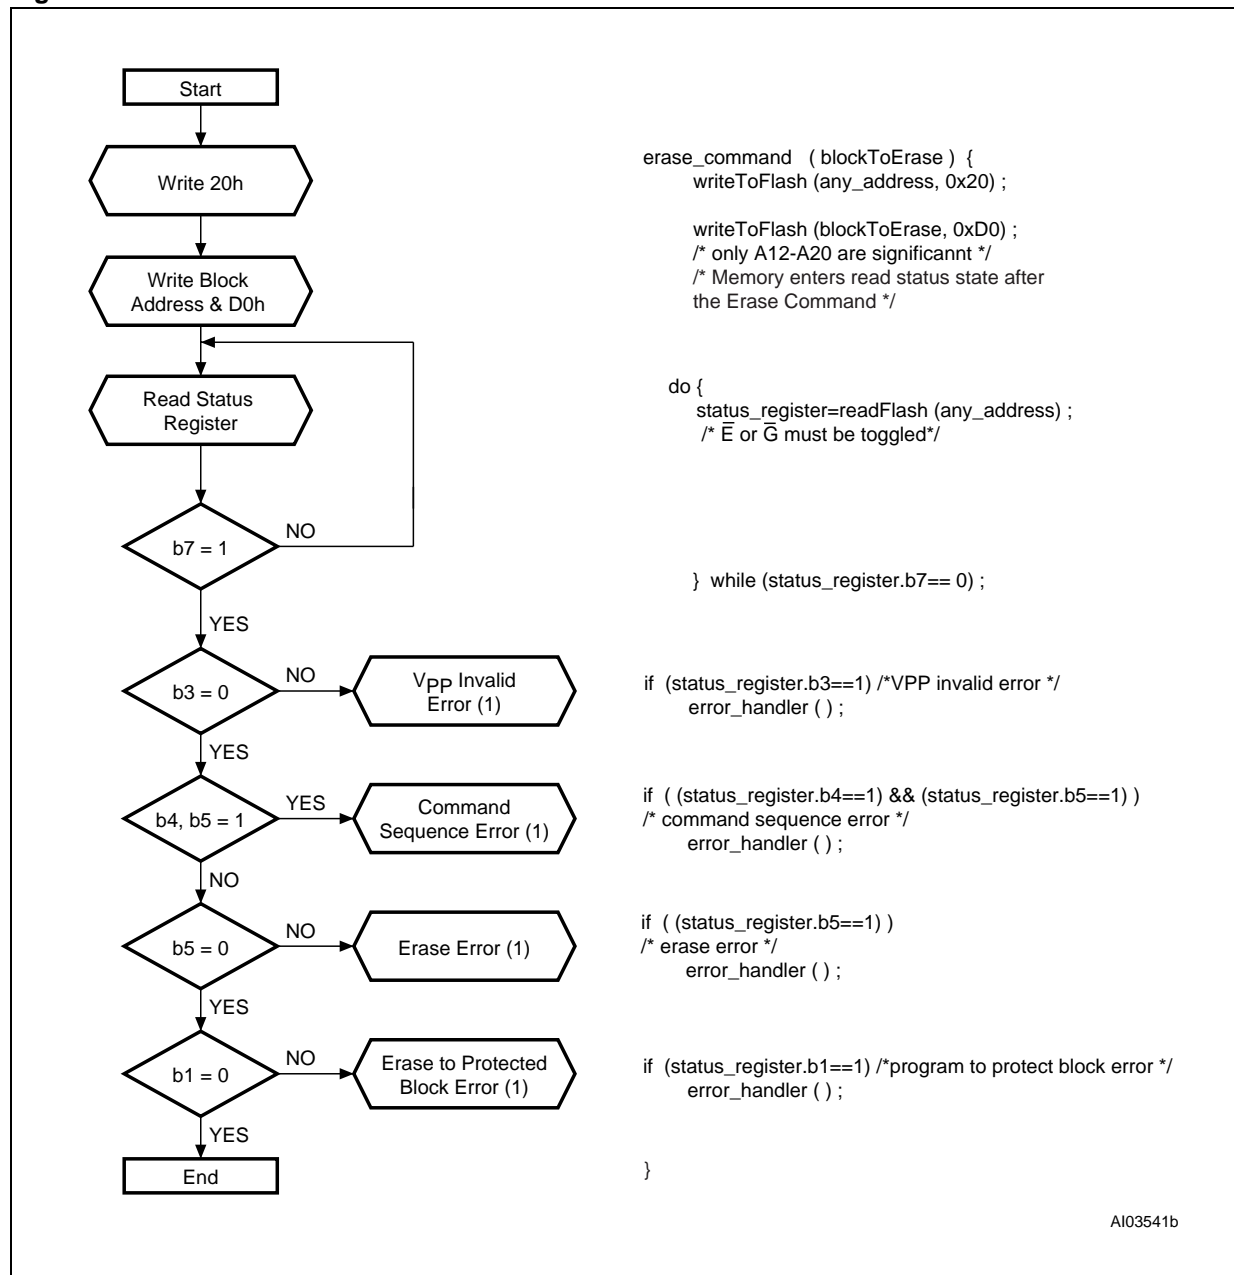 Start
Write 20h
Write Block
Address & D0h
Read Status
Register
b7 = 1
NO
YES
b3 = 0
NO
VPP Invalid
Error (1)
YES
b4, b5 = 1
YES
Command
Sequence Error (1)
NO
b5 = 0
NO
Erase Error (1)
YES
b1 = 0
NO
Erase to Protected
Block Error (1)
YES
End
erase_command ( blockToErase ) {
writeToFlash (any_address, 0x20) ;
writeToFlash (blockToErase, 0xD0) ;
/* only A12-A20 are significannt */
/* Memory enters read status state after
the Erase Command */
do {
status_register=readFlash (any_address) ;
/* E̅ or G̅ must be toggled*/
} while (status_register.b7== 0) ;
if (status_register.b3==1) /*VPP invalid error */
error_handler ( ) ;
if ( (status_register.b4==1) && (status_register.b5==1) )
/* command sequence error */
error_handler ( ) ;
if ( (status_register.b5==1) )
/* erase error */
error_handler ( ) ;
if (status_register.b1==1) /*program to protect block error */
error_handler ( ) ;
}
AI03541b